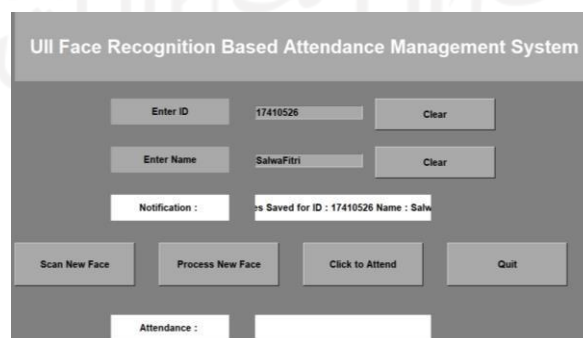 UII Face Recognition Based Attendance Management System
Enter ID 17410526 Clear
Enter Name SalwaFitri Clear
Notification : es Saved for ID : 17410526 Name : Salw
Scan New Face Process New Face Click to Attend Quit
Attendance :